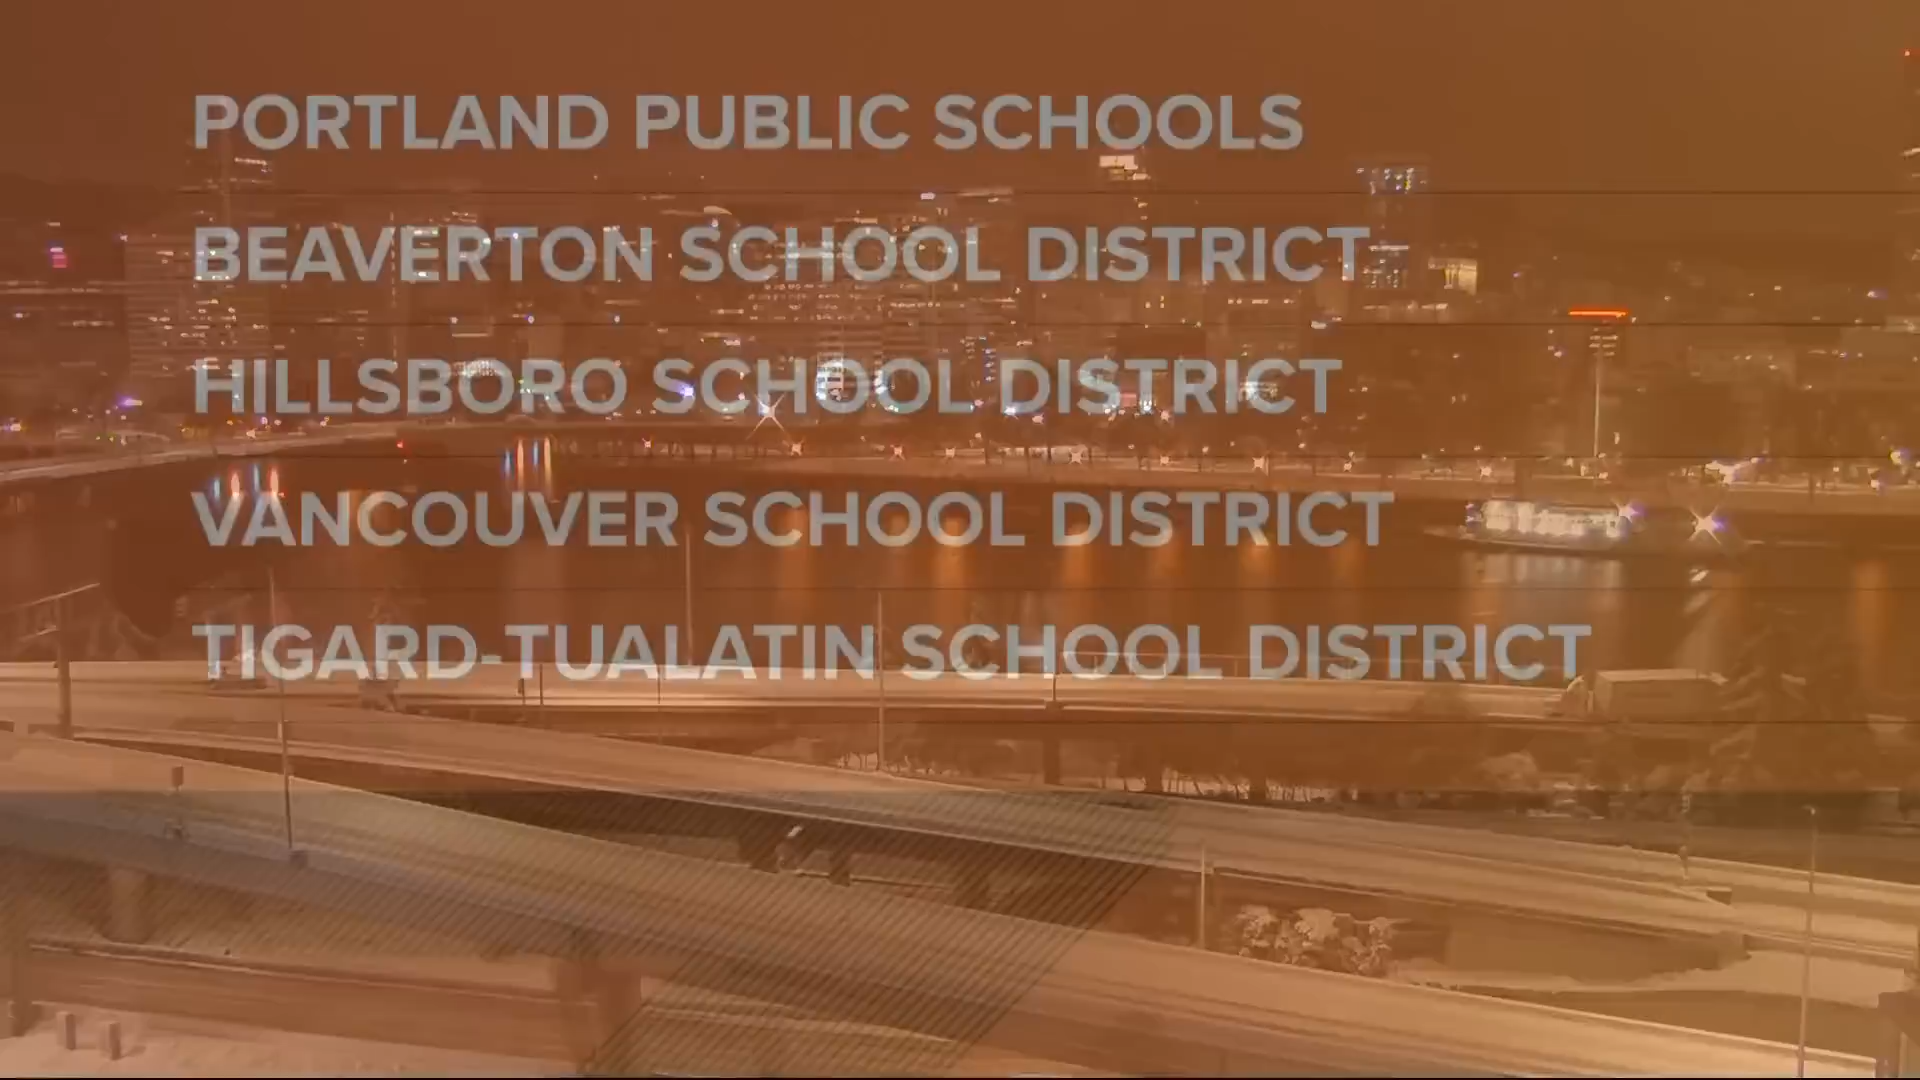 PORTLAND PUBLIC SCHOOLS
BEAVERTON SCHOOL DISTRICT
HILLSBORO SCHOOL DISTRICT
VANCOUVER SCHOOL DISTRICT
TIGARD-TUALATIN SCHOOL DISTRICT